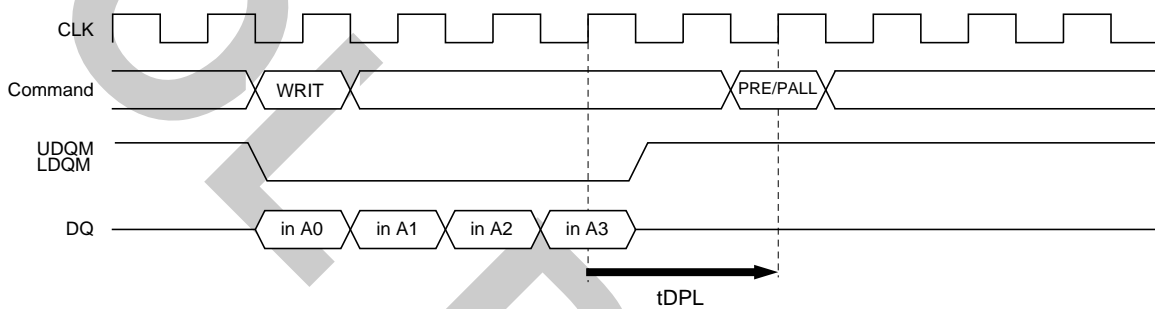 CLK
Command WRIT PRE/PALL
UDQM
LDQM
DQ in A0 in A1 in A2 in A3
tDPL